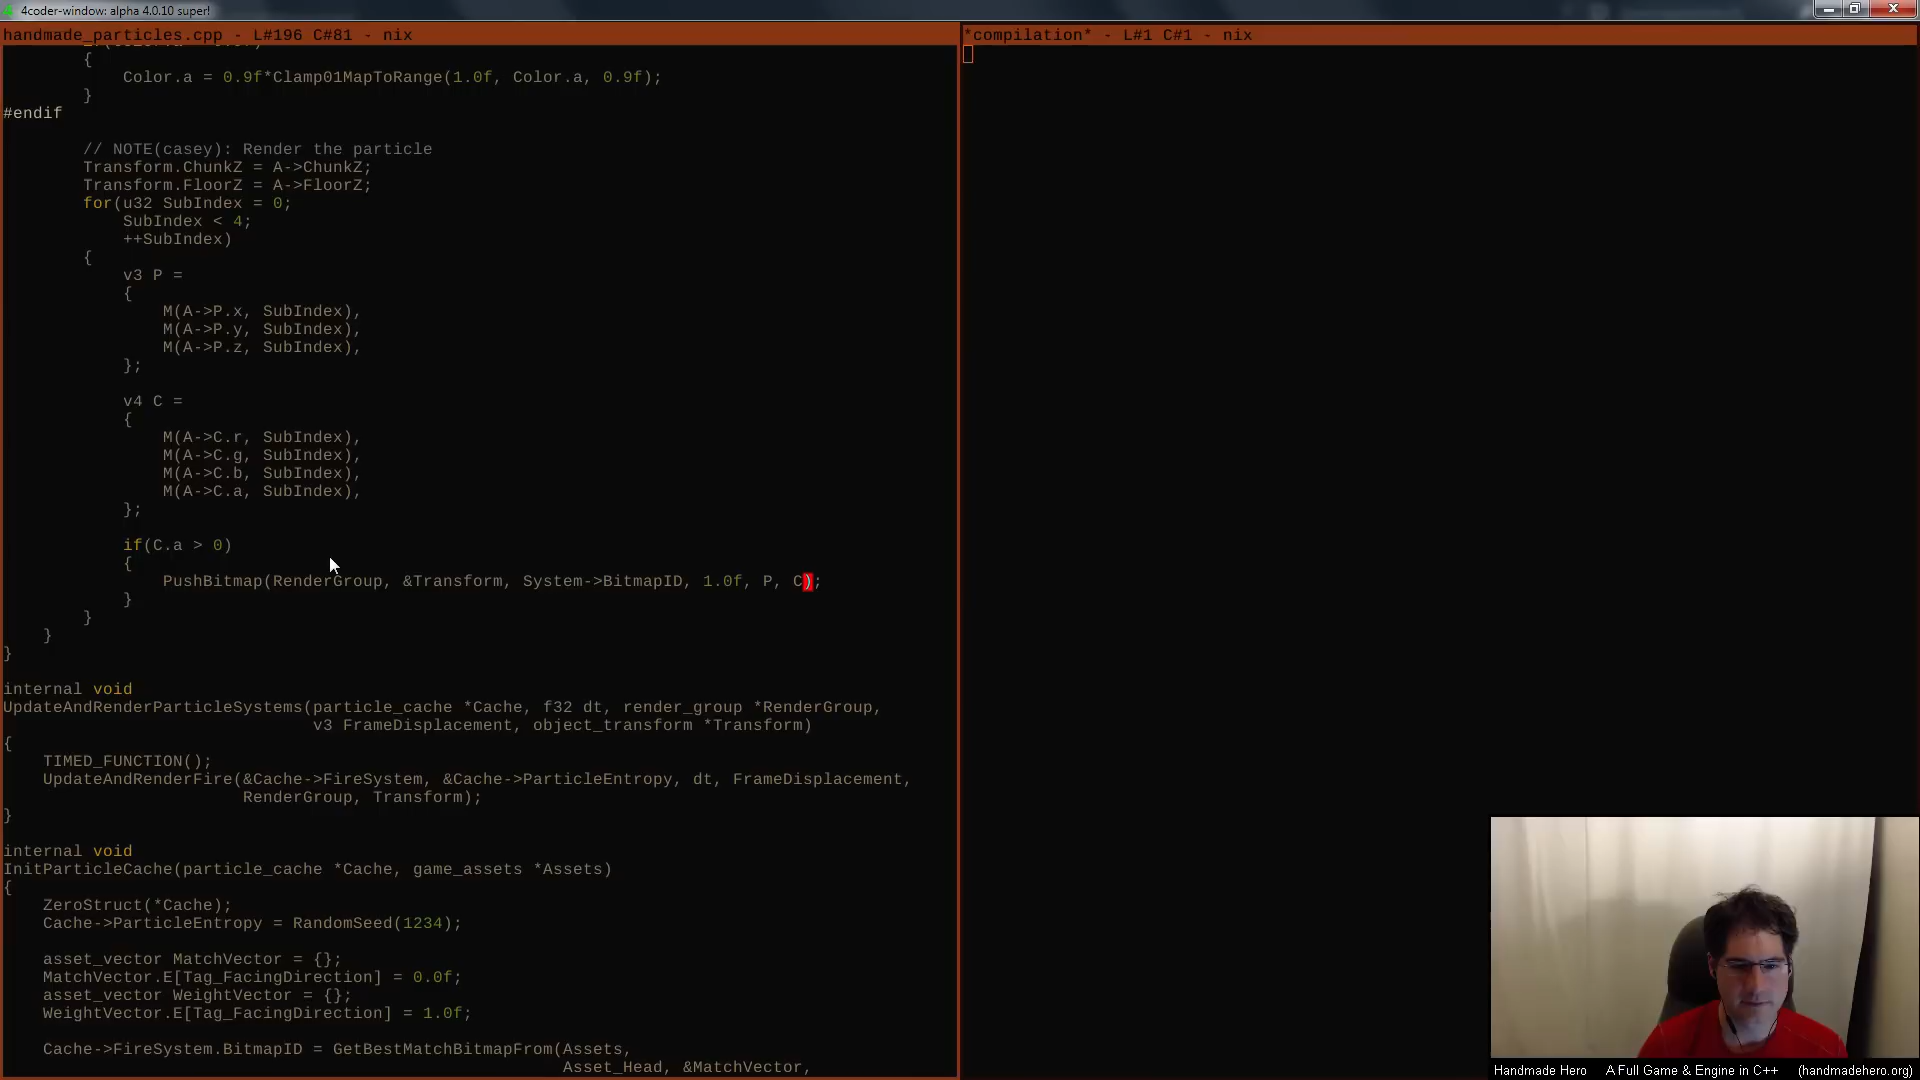 4coder-window: alpha 4.0.10 super!
handmade_particles.cpp - L#196 C#81 - nix
        {
            Color.a = 0.9f*Clamp01MapToRange(1.0f, Color.a, 0.9f);
        }
#endif
        // NOTE(casey): Render the particle
        Transform.ChunkZ = A->ChunkZ;
        Transform.FloorZ = A->FloorZ;
        for(u32 SubIndex = 0;
            SubIndex < 4;
            ++SubIndex)
        {
            v3 P =
            {
                M(A->P.x, SubIndex),
                M(A->P.y, SubIndex),
                M(A->P.z, SubIndex),
            };
            v4 C =
            {
                M(A->C.r, SubIndex),
                M(A->C.g, SubIndex),
                M(A->C.b, SubIndex),
                M(A->C.a, SubIndex),
            };
            if(C.a > 0)
            {
                PushBitmap(RenderGroup, &Transform, System->BitmapID, 1.0f, P, C);
            }
        }
    }
}
internal void
UpdateAndRenderParticleSystems(particle_cache *Cache, f32 dt, render_group *RenderGroup,
                               v3 FrameDisplacement, object_transform *Transform)
{
    TIMED_FUNCTION();
    UpdateAndRenderFire(&Cache->FireSystem, &Cache->ParticleEntropy, dt, FrameDisplacement,
                        RenderGroup, Transform);
}
internal void
InitParticleCache(particle_cache *Cache, game_assets *Assets)
{
    ZeroStruct(*Cache);
    Cache->ParticleEntropy = RandomSeed(1234);
    asset_vector MatchVector = {};
    MatchVector.E[Tag_FacingDirection] = 0.0f;
    asset_vector WeightVector = {};
    WeightVector.E[Tag_FacingDirection] = 1.0f;
    Cache->FireSystem.BitmapID = GetBestMatchBitmapFrom(Assets,
                                                        Asset_Head, &MatchVector,
*compilation* - L#1 C#1 - nix
Handmade Hero    A Full Game & Engine in C++    (handmadehero.org)